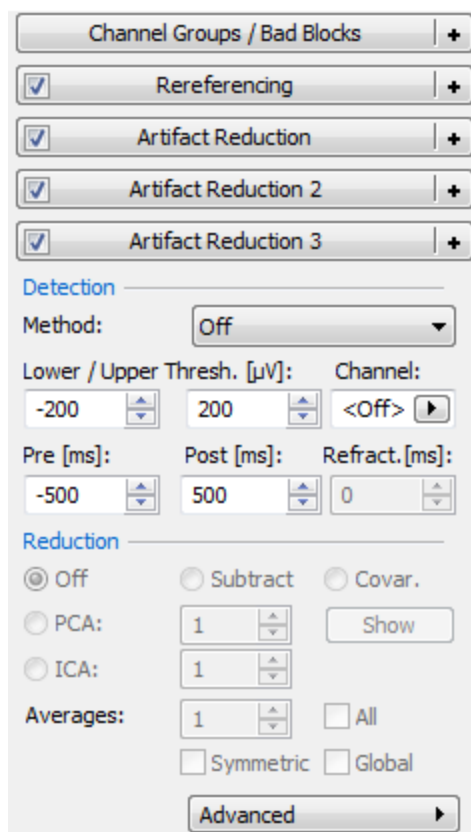 Channel Groups / Bad Blocks +
Rereferencing +
Artifact Reduction +
Artifact Reduction 2 +
Artifact Reduction 3 +
Detection
Method: Off
Lower / Upper Thresh. [µV]: Channel:
-200 200 <Off>
Pre [ms]: Post [ms]: Refract.[ms]:
-500 500 0
Reduction
Off Subtract Covar.
PCA: 1 Show
ICA: 1
Averages: 1 All
Symmetric Global
Advanced